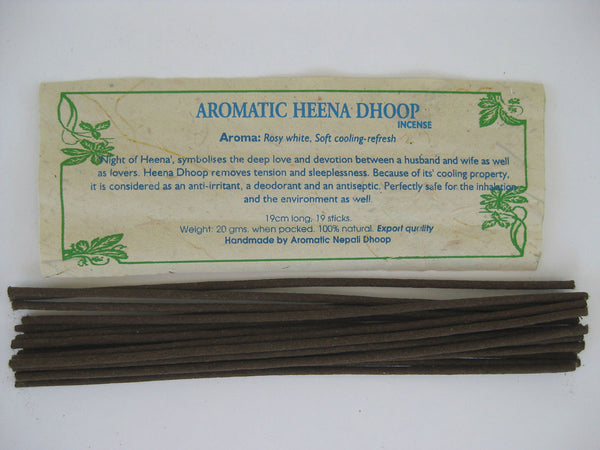 AROMATIC HEENA DHOOP
INCENSE
Aroma: Rosy white, Soft cooling-refresh
'Night of Heena', symbolises the deep love and devotion between a husband and wife as well
as lovers. Heena Dhoop removes tension and sleeplessness. Because of its' cooling property,
it is considered as an anti-irritant, a deodorant and an antiseptic. Perfectly safe for the inhalation
and the environment as well.
19cm long, 19 sticks.
Weight: 20 gms. when packed. 100% natural. Export quality
Handmade by Aromatic Nepali Dhoop